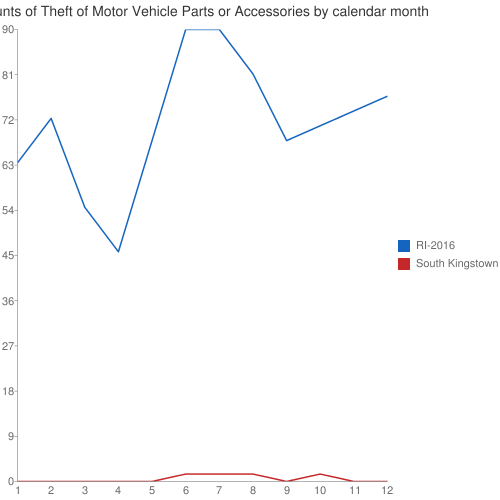 of Theft of Motor Vehicle Parts or Accessories by calendar month
90
81
72
63
54
45
36
27
18
9
0
1 2 3 4 5 6 7 8 9 10 11 12
RI-2016
South Kingstown